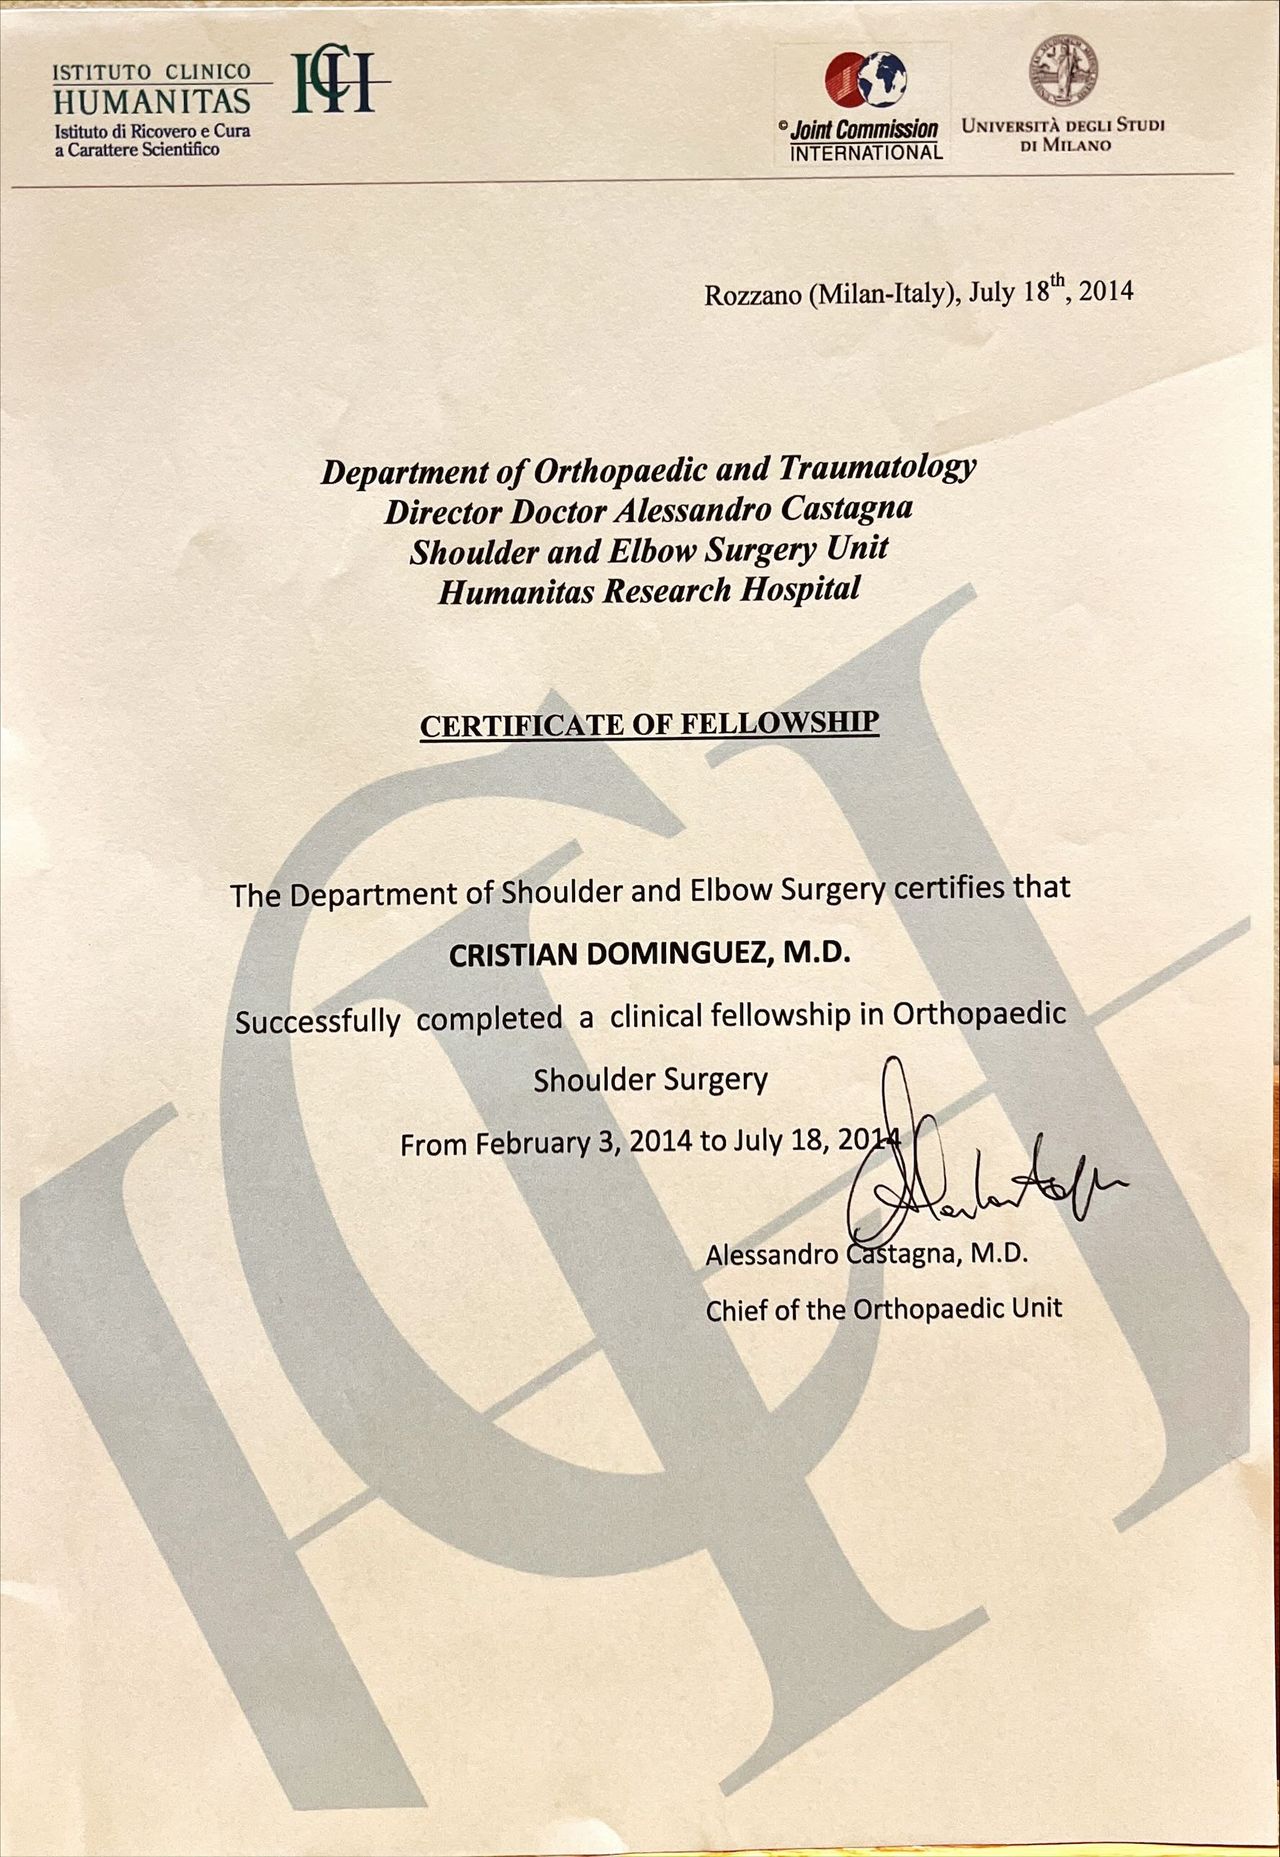 ISTITUTO CLINICO
HUMANITAS
Istituto di Ricovero e Cura
a Carattere Scientifico
ICH
© Joint Commission
INTERNATIONAL
UNIVERSITÀ DEGLI STUDI
DI MILANO
Rozzano (Milan-Italy), July 18th, 2014
Department of Orthopaedic and Traumatology
Director Doctor Alessandro Castagna
Shoulder and Elbow Surgery Unit
Humanitas Research Hospital
CERTIFICATE OF FELLOWSHIP
The Department of Shoulder and Elbow Surgery certifies that
CRISTIAN DOMINGUEZ, M.D.
Successfully completed a clinical fellowship in Orthopaedic
Shoulder Surgery
From February 3, 2014 to July 18, 2014
Alessandro Castagna, M.D.
Chief of the Orthopaedic Unit